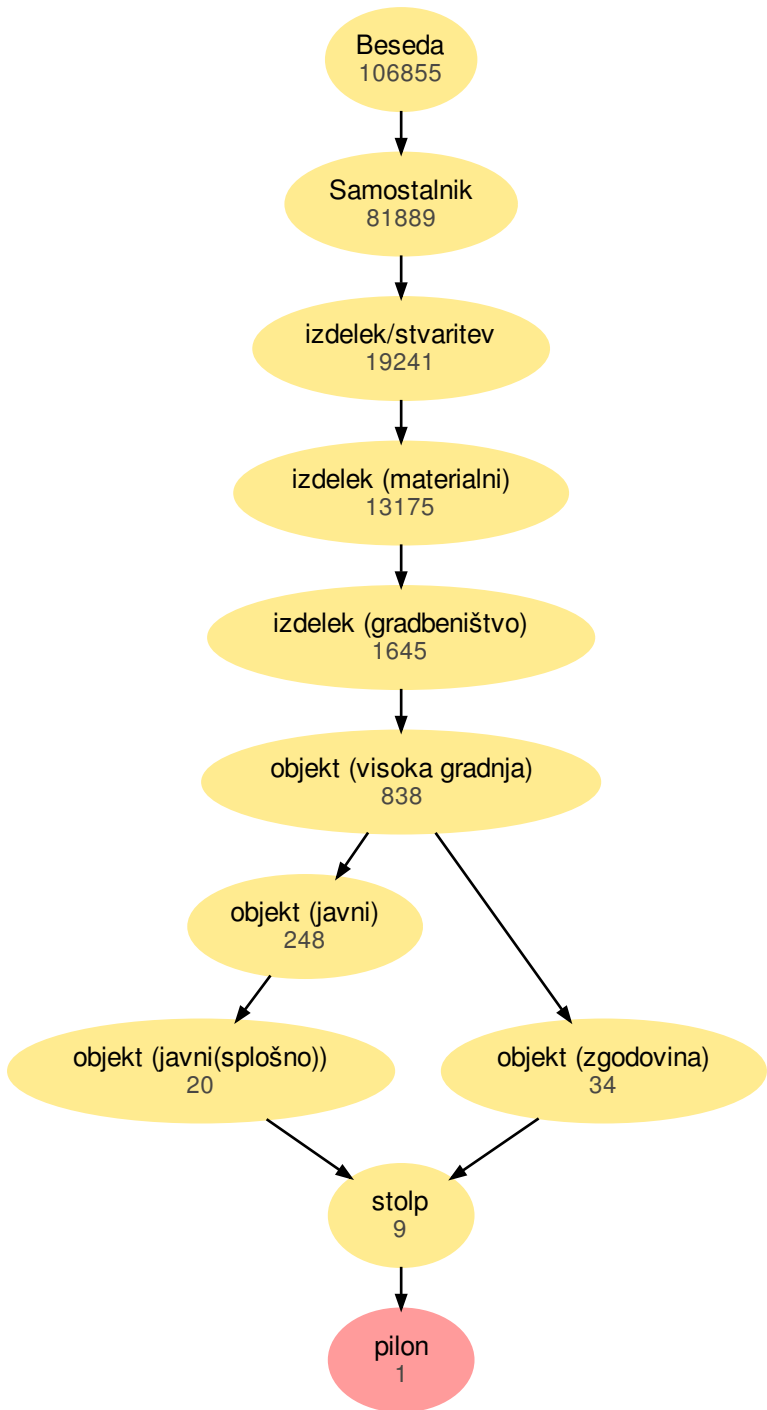 Beseda
106855
Samostalnik
81889
izdelek/stvaritev
19241
izdelek (materialni)
13175
izdelek (gradbeništvo)
1645
objekt (visoka gradnja)
838
objekt (javni)
248
objekt (javni(splošno))
20
objekt (zgodovina)
34
stolp
9
pilon
1